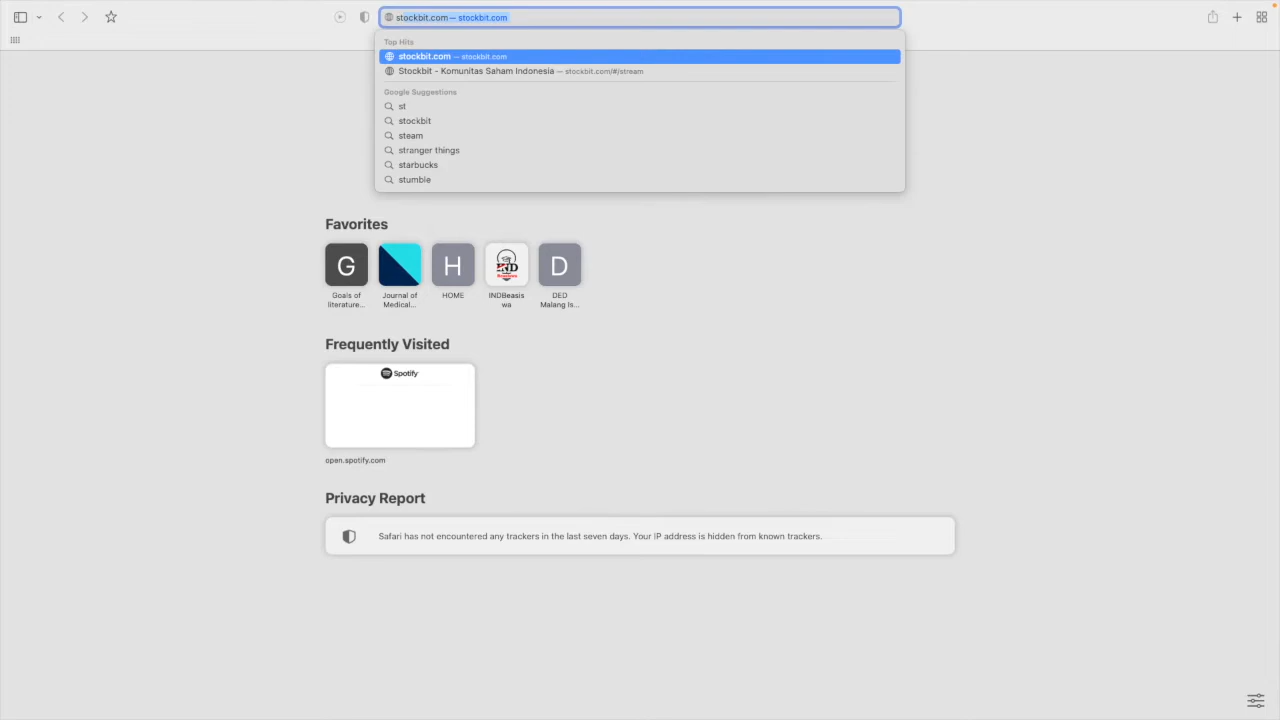 stockbit.com — stockbit.com
Top Hits
stockbit.com — stockbit.com
Stockbit - Komunitas Saham Indonesia — stockbit.com/#/stream
Google Suggestions
st
stockbit
steam
stranger things
starbucks
stumble
Favorites
G
H
IND
D
Goals of
literature...
Journal of
Medical...
HOME
INDBeasis
wa
DED
Malang Is...
Frequently Visited
Spotify
open.spotify.com
Privacy Report
Safari has not encountered any trackers in the last seven days. Your IP address is hidden from known trackers.